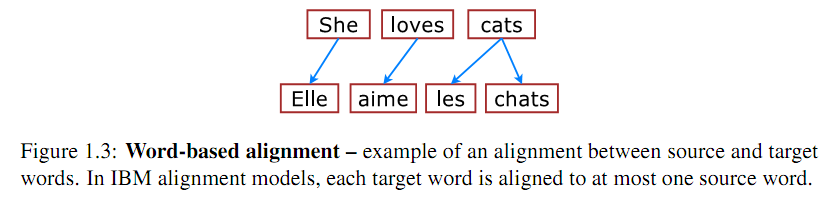 She loves cats
Elle aime les chats
Figure 1.3: Word-based alignment – example of an alignment between source and target
words. In IBM alignment models, each target word is aligned to at most one source word.